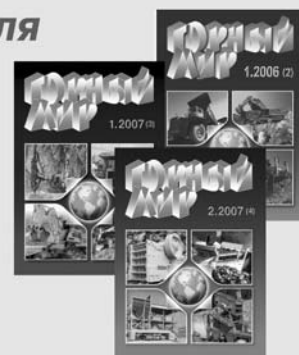 ля
ГОРНЫЙ
МИР
1.2006 (2)
ГОРНЫЙ
МИР
1.2007 (3)
ГОРНЫЙ
МИР
2.2007 (4)